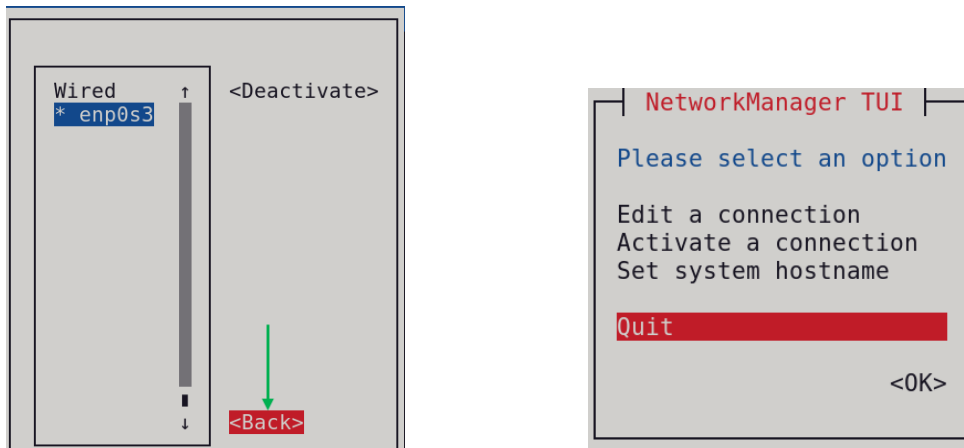 Wired ↑ <Deactivate>
* enp0s3
↓ <Back>
NetworkManager TUI
Please select an option
Edit a connection
Activate a connection
Set system hostname
Quit
<OK>